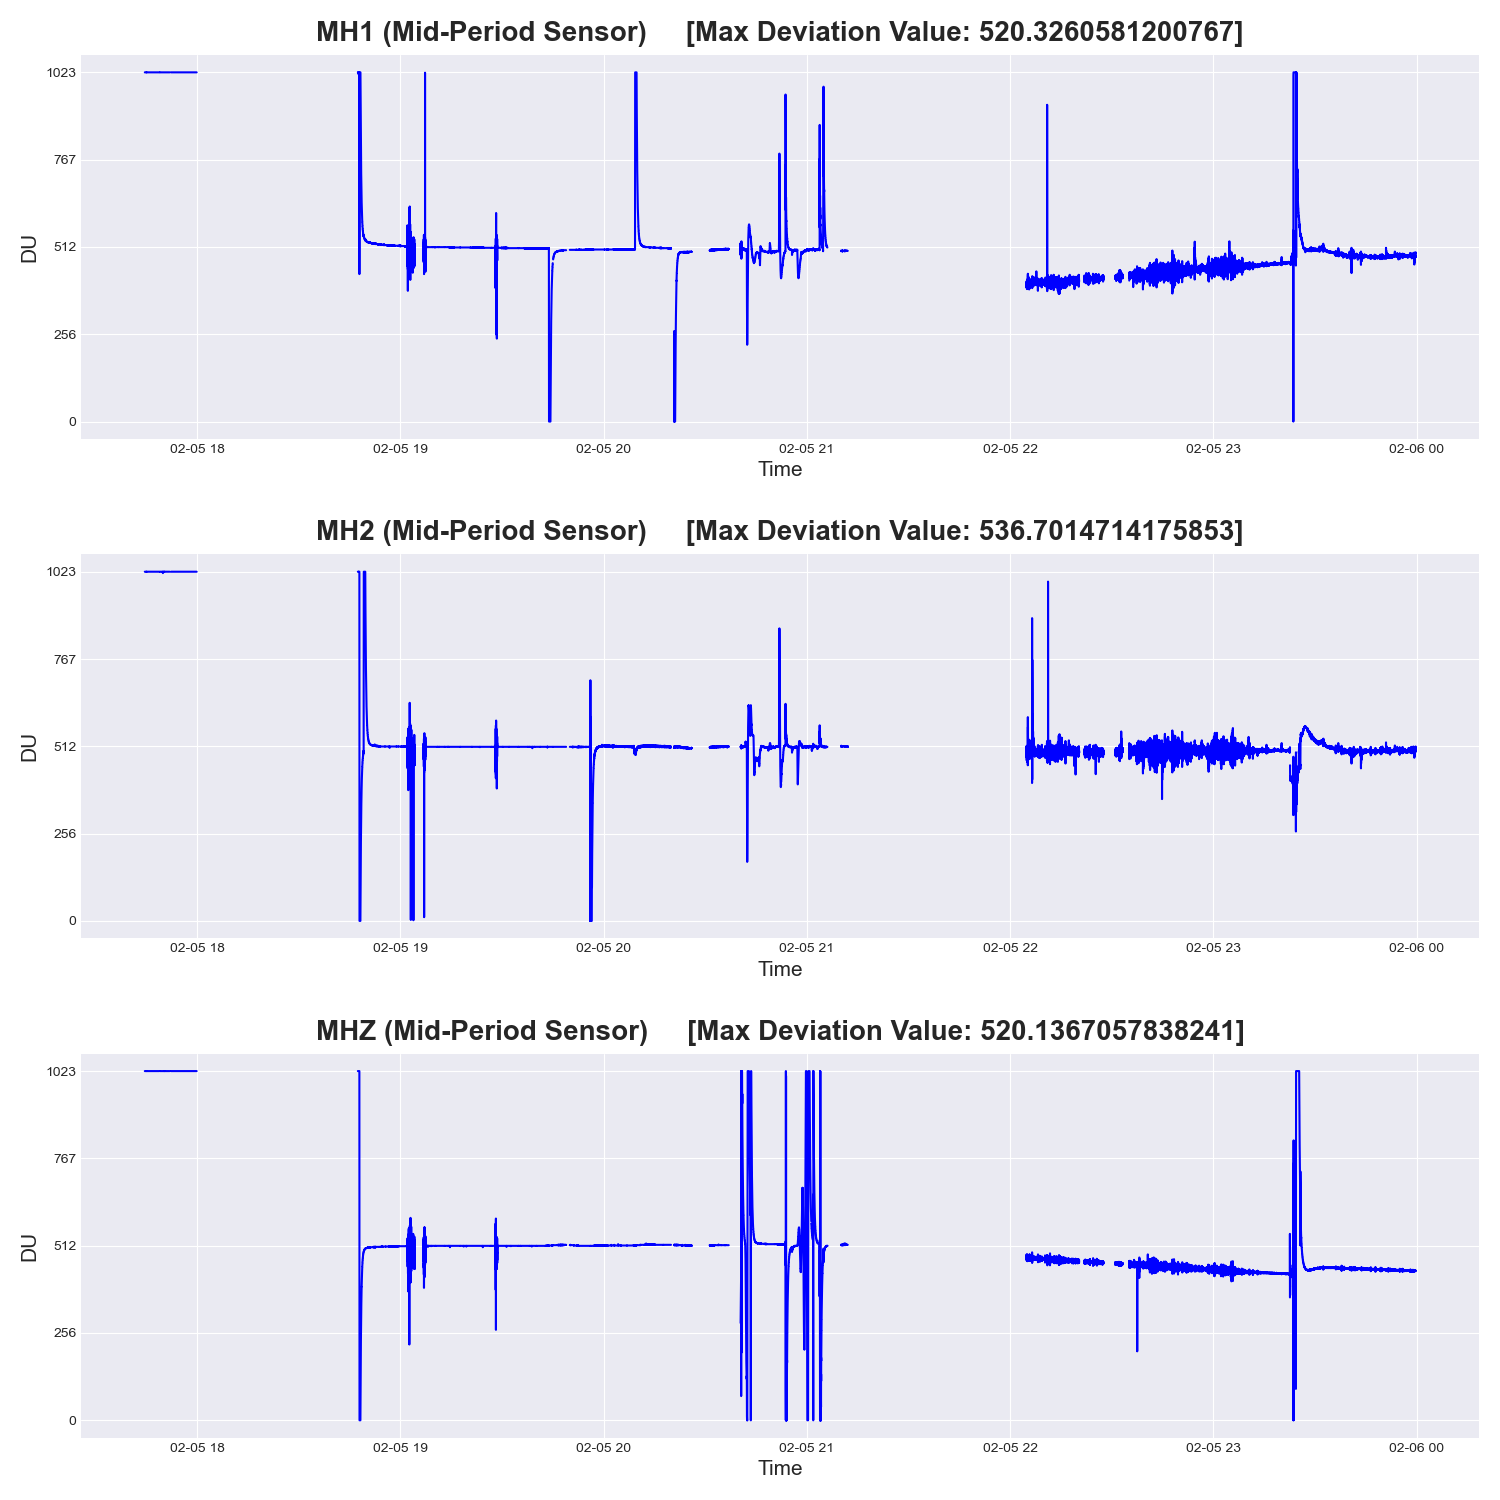 MH1 (Mid-Period Sensor) [Max Deviation Value: 520.3260581200767]
1023
767
512
256
0
DU
02-05 18 02-05 19 02-05 20 02-05 21 02-05 22 02-05 23 02-06 00
Time
MH2 (Mid-Period Sensor) [Max Deviation Value: 536.7014714175853]
1023
767
512
256
0
DU
02-05 18 02-05 19 02-05 20 02-05 21 02-05 22 02-05 23 02-06 00
Time
MHZ (Mid-Period Sensor) [Max Deviation Value: 520.1367057838241]
1023
767
512
256
0
DU
02-05 18 02-05 19 02-05 20 02-05 21 02-05 22 02-05 23 02-06 00
Time